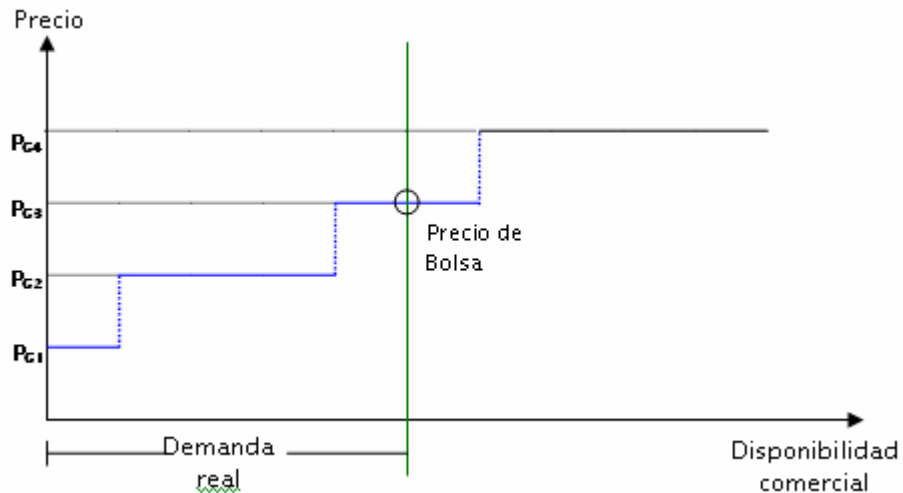 Precio
PG4
PG3
Precio de
Bolsa
PG2
PG1
Demanda
real
Disponibilidad
comercial